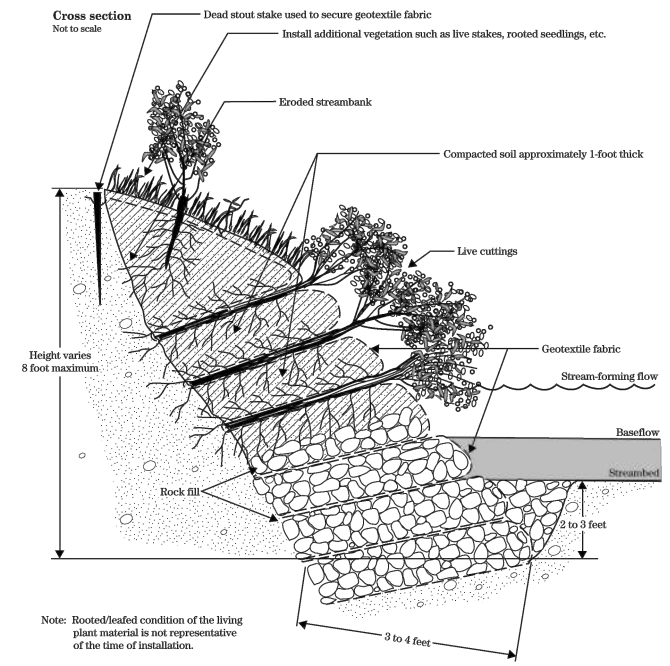 Cross section
Not to scale
Dead stout stake used to secure geotextile fabric
Install additional vegetation such as live stakes, rooted seedlings, etc.
Eroded streambank
Compacted soil approximately 1-foot thick
Live cuttings
Geotextile fabric
Height varies
8 foot maximum
Stream-forming flow
Baseflow
Streambed
Rock fill
2 to 3 feet
3 to 4 feet
Note: Rooted/leafed condition of the living
plant material is not representative
of the time of installation.